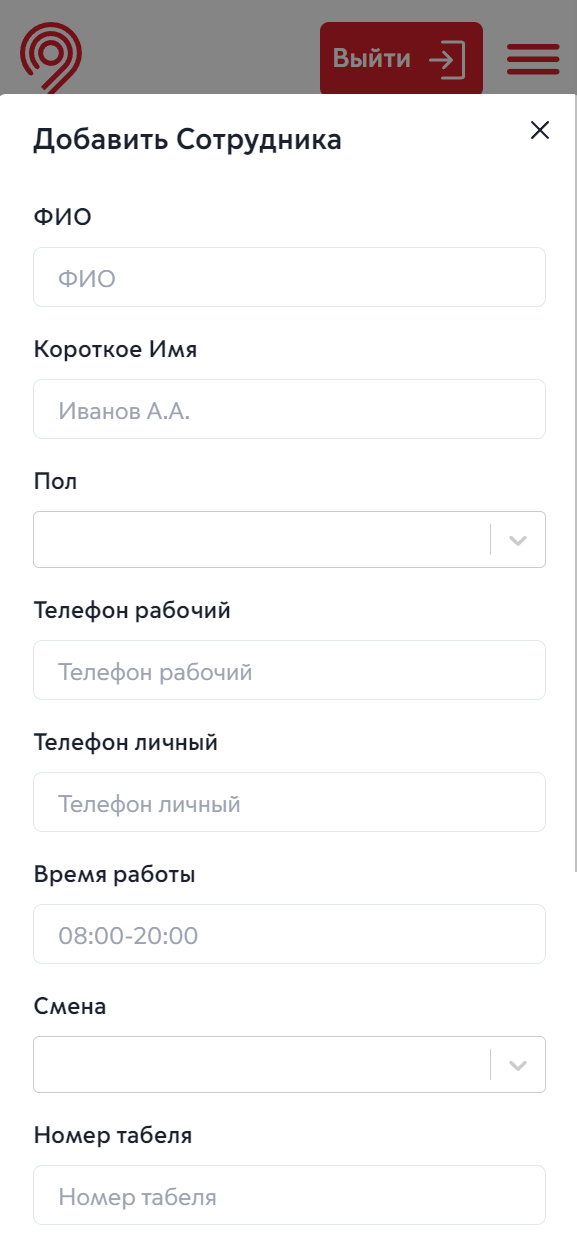 Выйти
Добавить Сотрудника
ФИО
ФИО
Короткое Имя
Иванов А.А.
Пол
Телефон рабочий
Телефон рабочий
Телефон личный
Телефон личный
Время работы
08:00-20:00
Смена
Номер табеля
Номер табеля